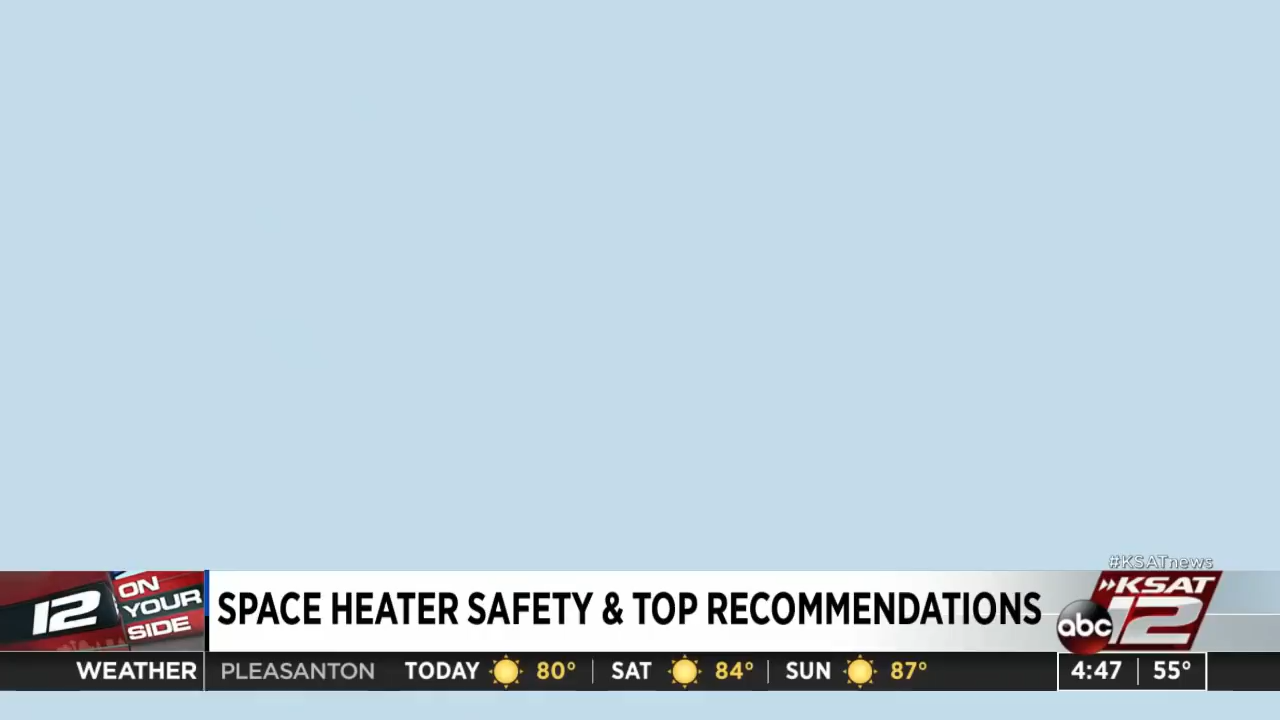 #KSATnews
12 ON YOUR SIDE
SPACE HEATER SAFETY & TOP RECOMMENDATIONS
abc KSAT 12
WEATHER PLEASANTON TODAY 80° SAT 84° SUN 87° 4:47 55°